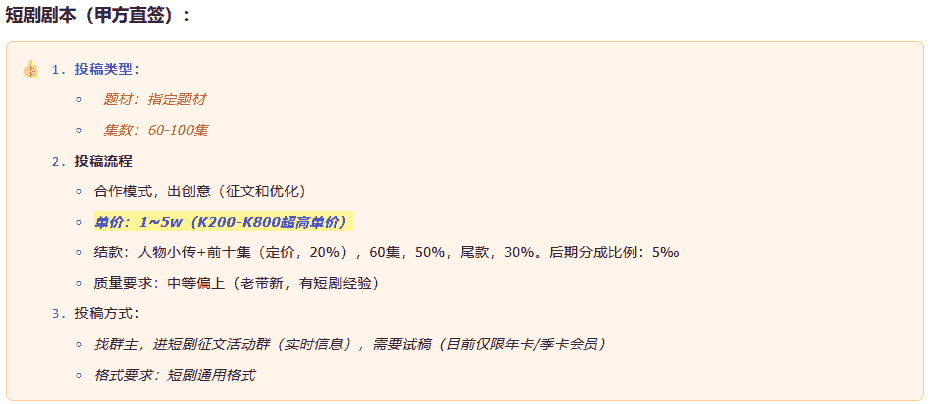 短剧剧本（甲方直签）：
1. 投稿类型：
题材：指定题材
集数：60-100集
2. 投稿流程
合作模式，出创意（征文和优化）
单价：1~5w（K200-K800超高单价）
结款：人物小传+前十集（定价，20%），60集，50%，尾款，30%。后期分成比例：5‰
质量要求：中等偏上（老带新，有短剧经验）
3. 投稿方式：
找群主，进短剧征文活动群（实时信息），需要试稿（目前仅限年卡/季卡会员）
格式要求：短剧通用格式